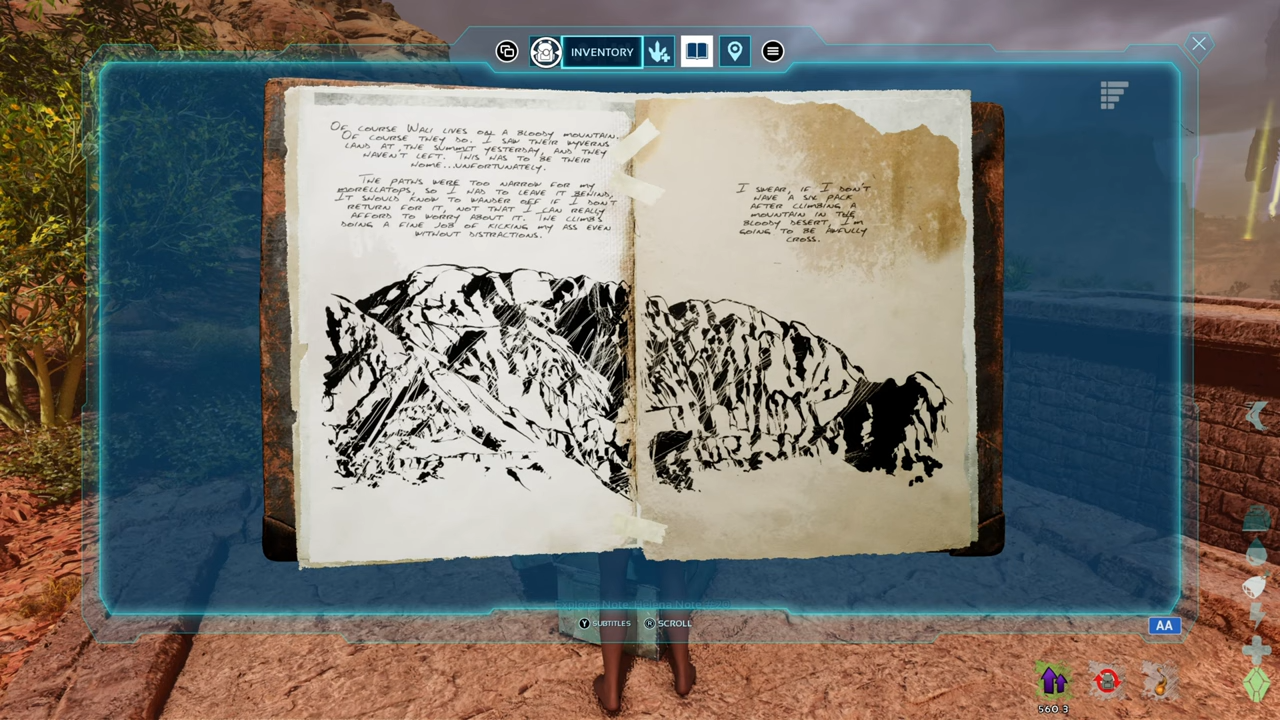 INVENTORY
OF COURSE WALI LIVES ON A BLOODY MOUNTAIN.
OF COURSE THEY DO. I SAW THEIR WYVERNS
LAND AT THE SUMMIT YESTERDAY, AND THEY
HAVEN'T LEFT. THIS HAS TO BE THEIR
HOME...UNFORTUNATELY.
THE PATHS WERE TOO NARROW FOR MY
MORELLATOPS, SO I HAD TO LEAVE IT BEHIND,
IT SHOULD KNOW TO WANDER OFF IF I DON'T
RETURN FOR IT, NOT THAT I CAN REALLY
AFFORD TO WORRY ABOUT IT. THE CLIMB'S
DOING A FINE JOB OF KICKING MY ASS EVEN
WITHOUT DISTRACTIONS.
I SWEAR, IF I DON'T
HAVE A SIX PACK
AFTER CLIMBING A
MOUNTAIN IN THE
BLOODY DESERT, I'M
GOING TO BE AWFULLY
CROSS.
Y SUBTITLES R SCROLL
AA
560.3